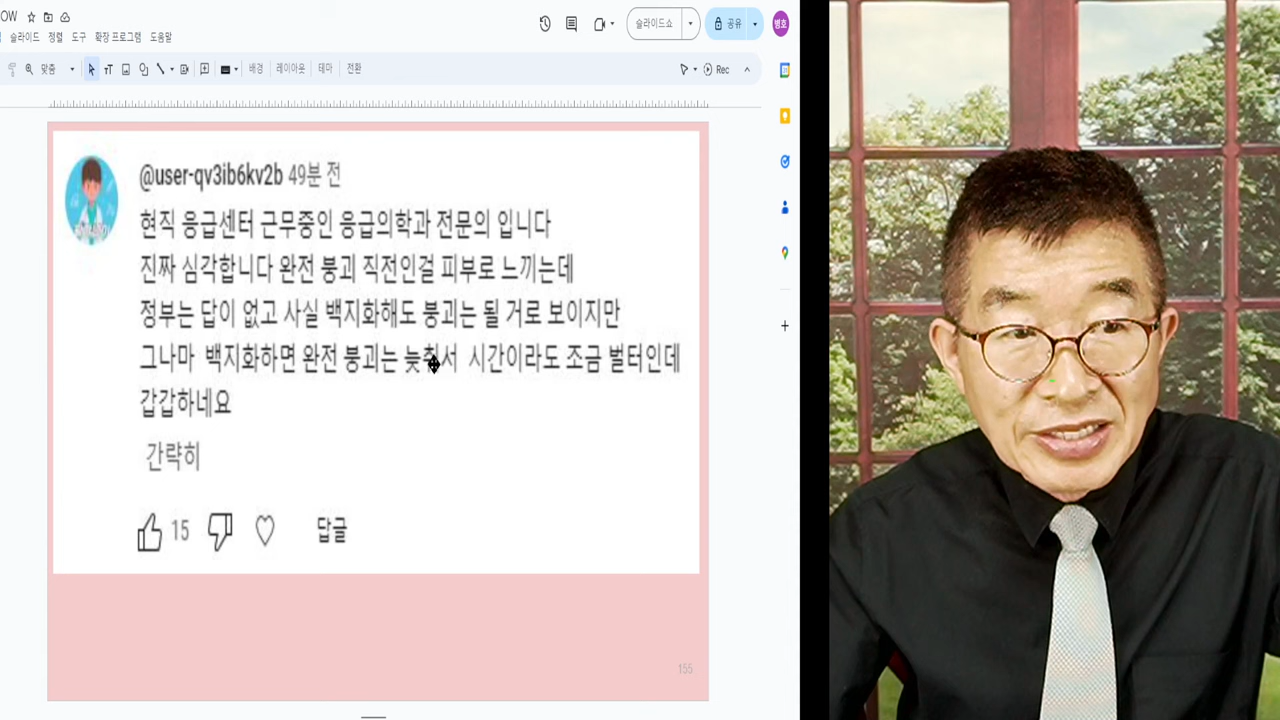 OW
슬라이드 정렬 도구 확장 프로그램 도움말
슬라이드쇼
공유
병호
맞춤
배경 레이아웃 테마 전환
Rec
@user-qv3ib6kv2b 49분 전
현직 응급센터 근무중인 응급의학과 전문의 입니다
진짜 심각합니다 완전 붕괴 직전인걸 피부로 느끼는데
정부는 답이 없고 사실 백지화해도 붕괴는 될 거로 보이지만
그나마 백지화하면 완전 붕괴는 늦춰서 시간이라도 조금 벌터인데
갑갑하네요
간략히
15
답글
155